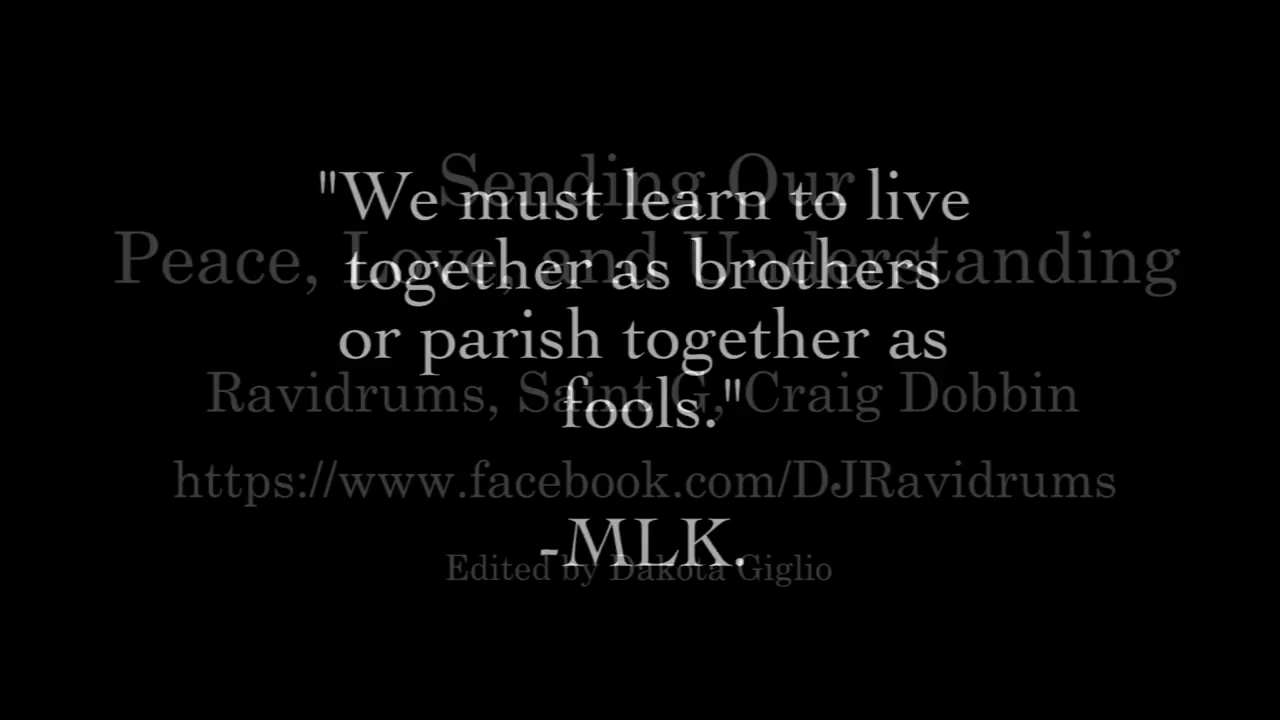 "We must learn to live
together as brothers
or parish together as
fools."
-MLK.
Sending Our
Peace, Love, and Understanding
Ravidrums, Saint G, Craig Dobbin
https://www.facebook.com/DJRavidrums
Edited by Dakota Giglio